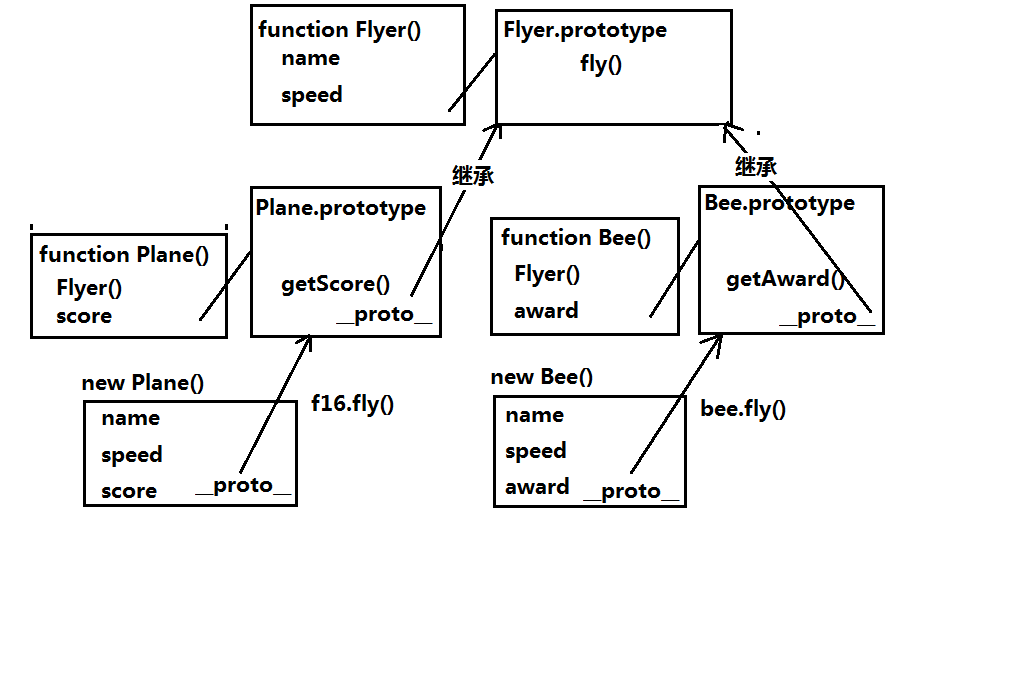 function Flyer()
name
speed
Flyer.prototype
fly()
继承
继承
function Plane()
Flyer()
score
Plane.prototype
getScore()
__proto__
function Bee()
Flyer()
award
Bee.prototype
getAward()
__proto__
new Plane()
name
speed
score
__proto__
f16.fly()
new Bee()
name
speed
award
__proto__
bee.fly()